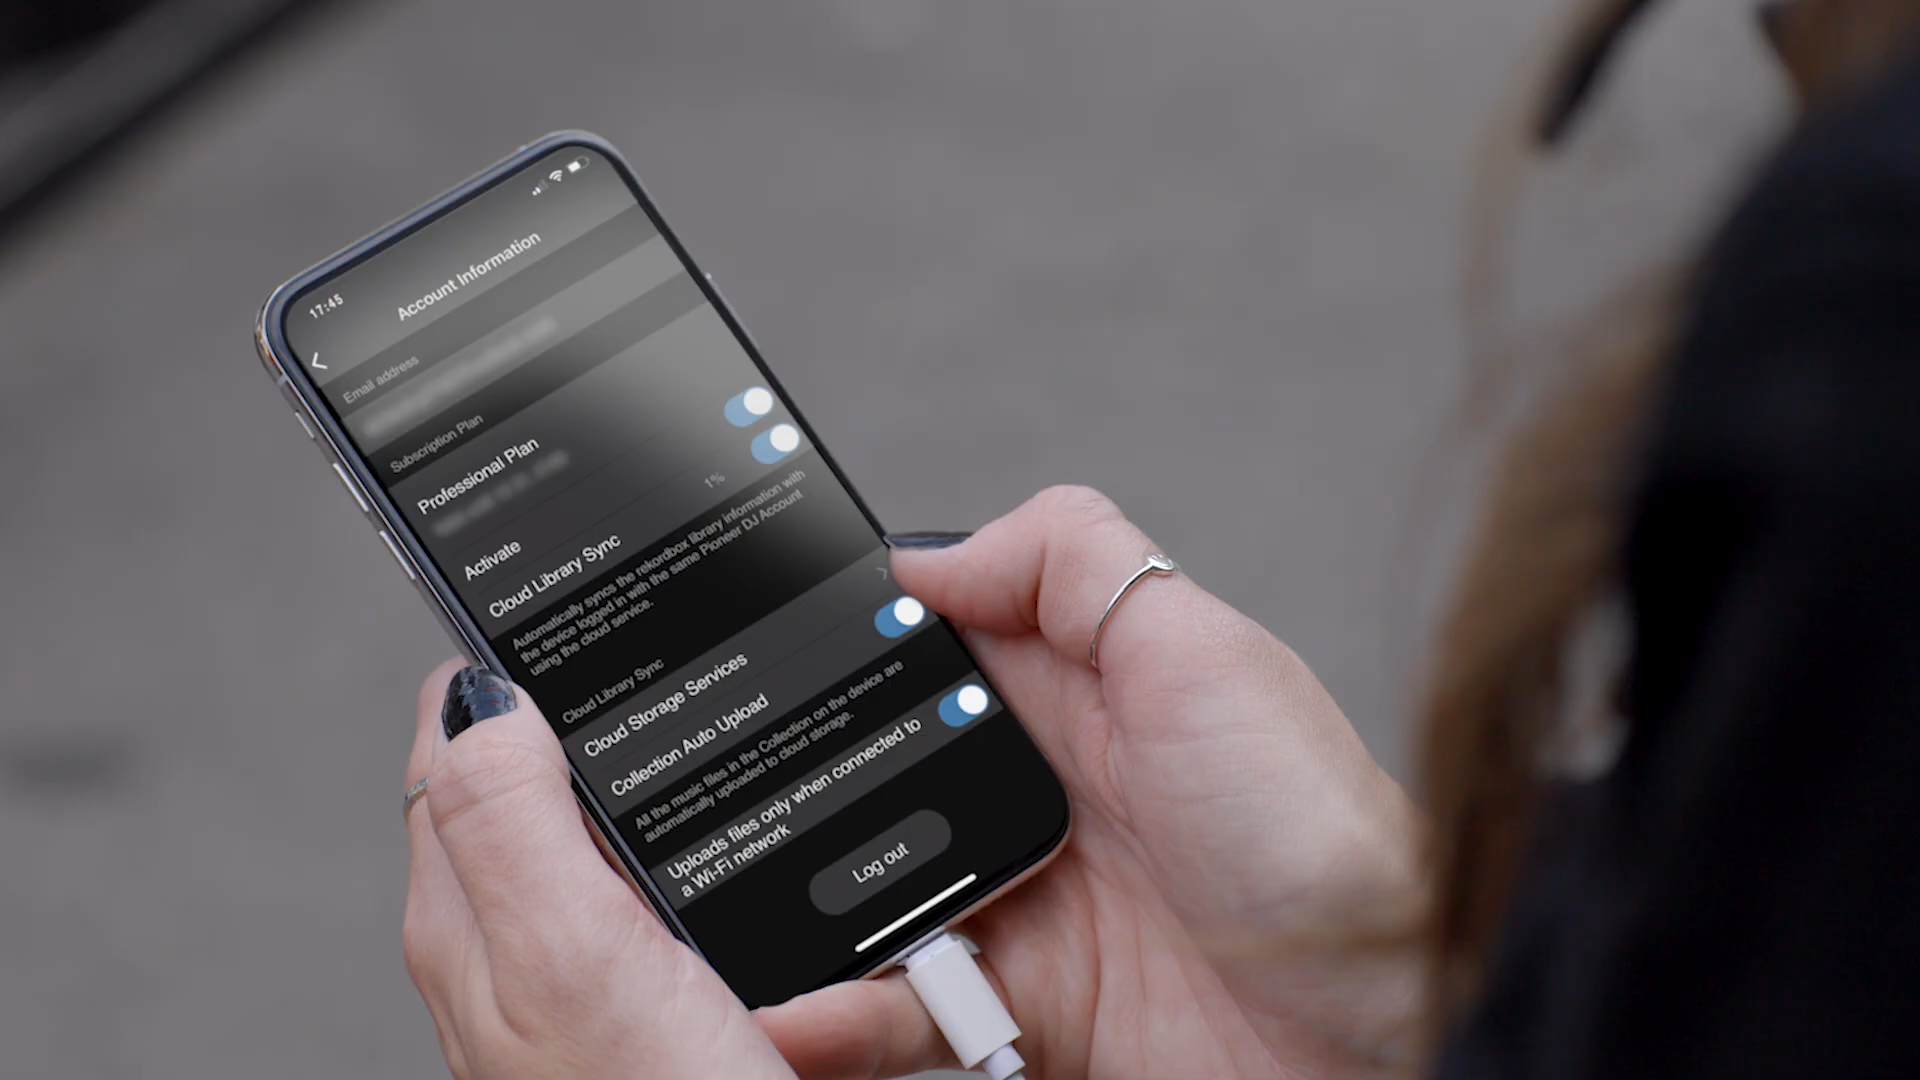 17:45
Account Information
Email address
Subscription Plan
Professional Plan
Activate
1%
Cloud Library Sync
Automatically syncs the rekordbox library information with
the device logged in with the same Pioneer DJ Account
using the cloud service.
Cloud Library Sync
Cloud Storage Services
Collection Auto Upload
All the music files in the Collection on the device are
automatically uploaded to cloud storage.
Uploads files only when connected to
a Wi-Fi network
Log out